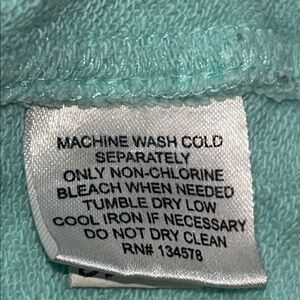 MACHINE WASH COLD
SEPARATELY
ONLY NON-CHLORINE
BLEACH WHEN NEEDED
TUMBLE DRY LOW
COOL IRON IF NECESSARY
DO NOT DRY CLEAN
RN# 134578